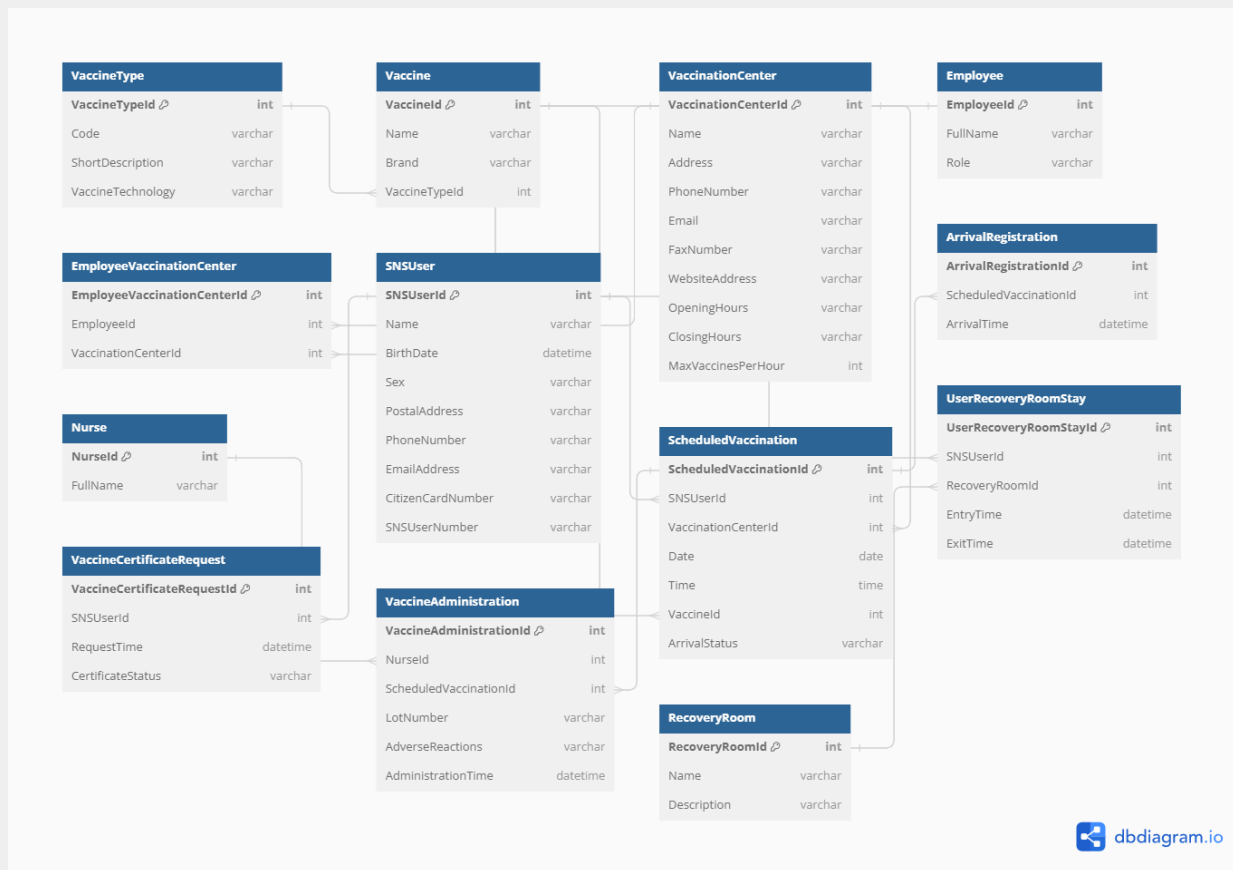 VaccineType
VaccineTypeId int
Code varchar
ShortDescription varchar
VaccineTechnology varchar
Vaccine
VaccineId int
Name varchar
Brand varchar
VaccineTypeId int
VaccinationCenter
VaccinationCenterId int
Name varchar
Address varchar
PhoneNumber varchar
Email varchar
FaxNumber varchar
WebsiteAddress varchar
OpeningHours varchar
ClosingHours varchar
MaxVaccinesPerHour int
Employee
EmployeeId int
FullName varchar
Role varchar
EmployeeVaccinationCenter
EmployeeVaccinationCenterId int
EmployeeId int
VaccinationCenterId int
SNSUser
SNSUserId int
Name varchar
BirthDate datetime
Sex varchar
PostalAddress varchar
PhoneNumber varchar
EmailAddress varchar
CitizenCardNumber varchar
SNSUserNumber varchar
ArrivalRegistration
ArrivalRegistrationId int
ScheduledVaccinationId int
ArrivalTime datetime
Nurse
NurseId int
FullName varchar
ScheduledVaccination
ScheduledVaccinationId int
SNSUserId int
VaccinationCenterId int
Date date
Time time
VaccineId int
ArrivalStatus varchar
UserRecoveryRoomStay
UserRecoveryRoomStayId int
SNSUserId int
RecoveryRoomId int
EntryTime datetime
ExitTime datetime
VaccineCertificateRequest
VaccineCertificateRequestId int
SNSUserId int
RequestTime datetime
CertificateStatus varchar
VaccineAdministration
VaccineAdministrationId int
NurseId int
ScheduledVaccinationId int
LotNumber varchar
AdverseReactions varchar
AdministrationTime datetime
RecoveryRoom
RecoveryRoomId int
Name varchar
Description varchar
dbdiagram.io